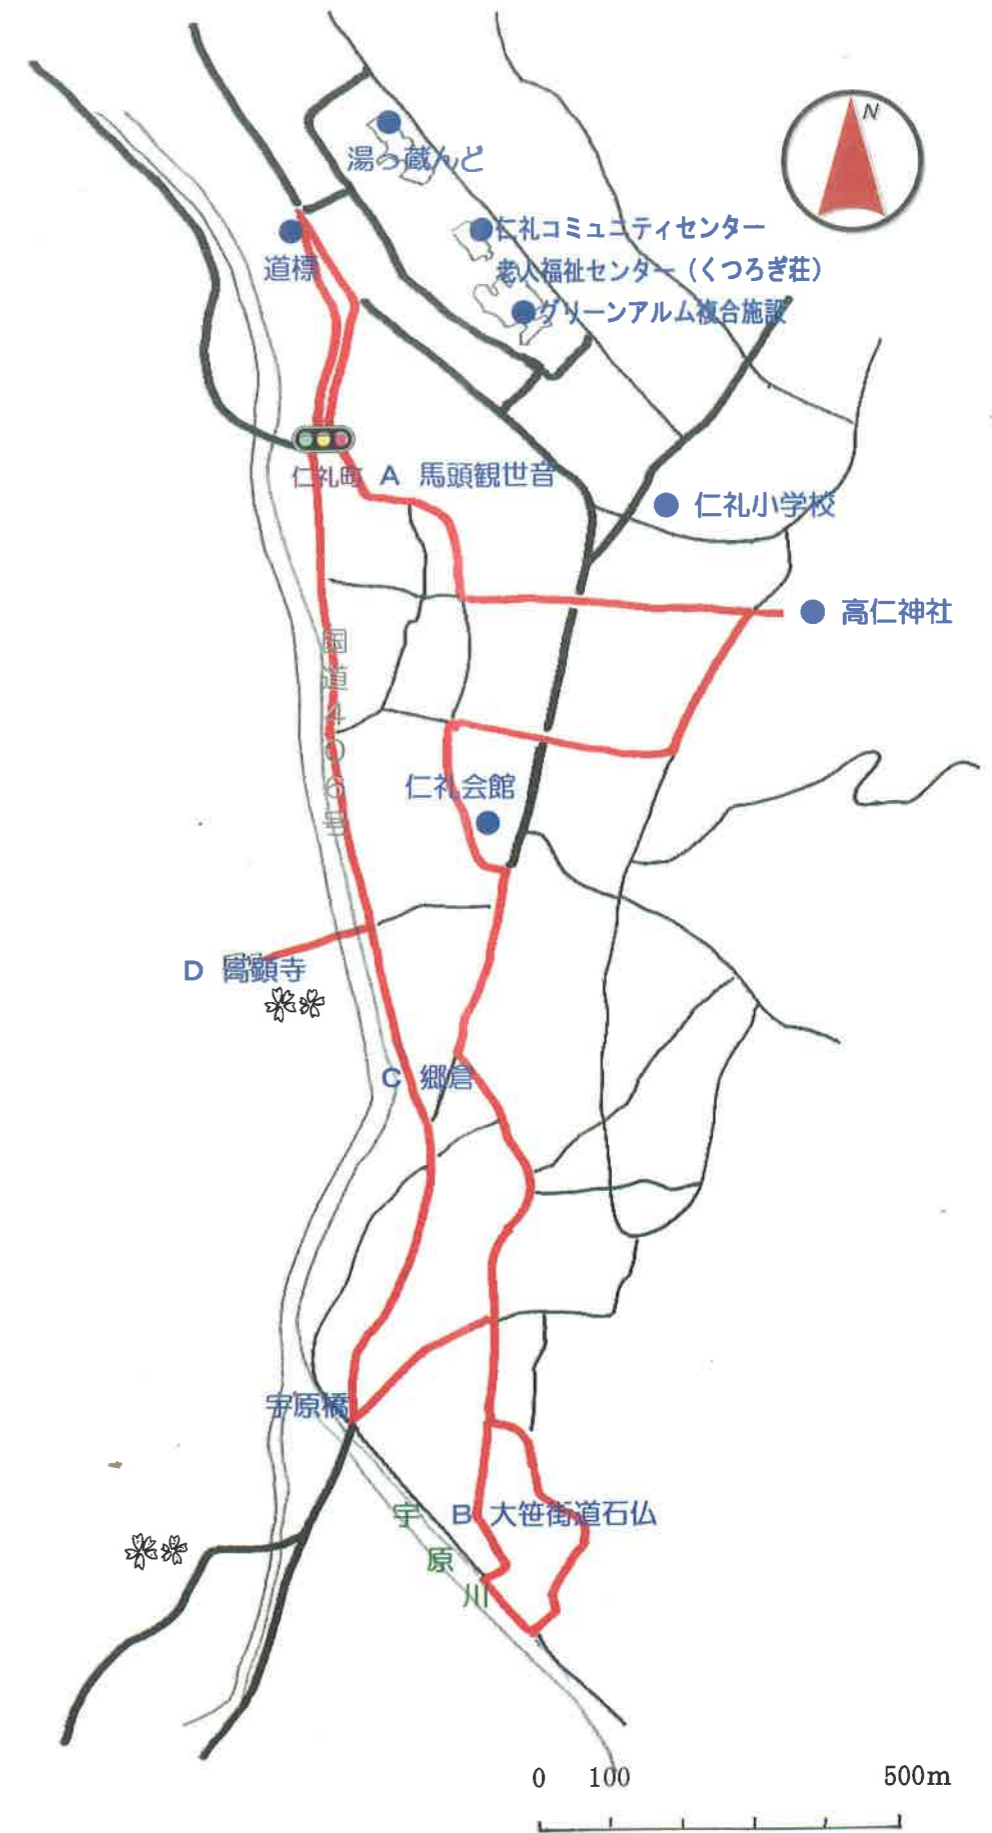 N
湯っ蔵んど
仁礼コミュニティセンター
道標
老人福祉センター（くつろぎ荘）
グリーンアルム複合施設
仁礼町
A 馬頭観世音
仁礼小学校
高仁神社
国道406号
仁礼会館
D 高顕寺
C 郷倉
宇原橋
B 大笹街道石仏
宇原川
0 100 500m